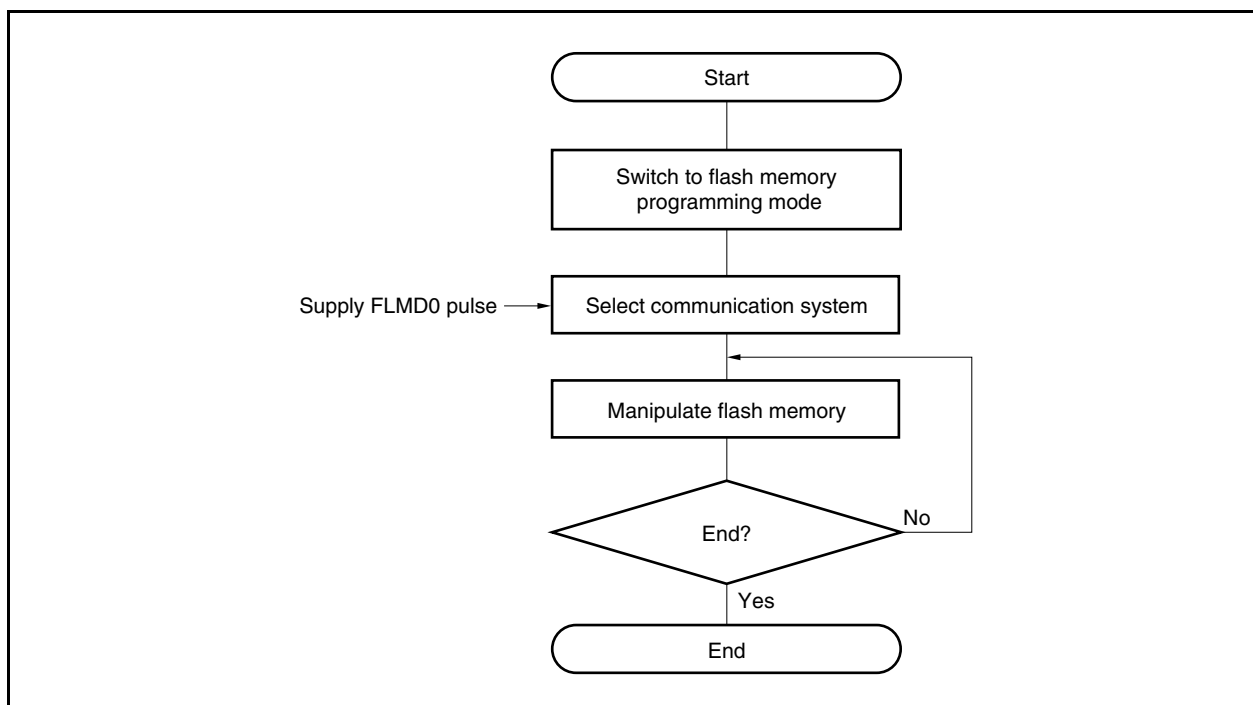 Start
Switch to flash memory
programming mode
Supply FLMD0 pulse
Select communication system
Manipulate flash memory
End?
No
Yes
End